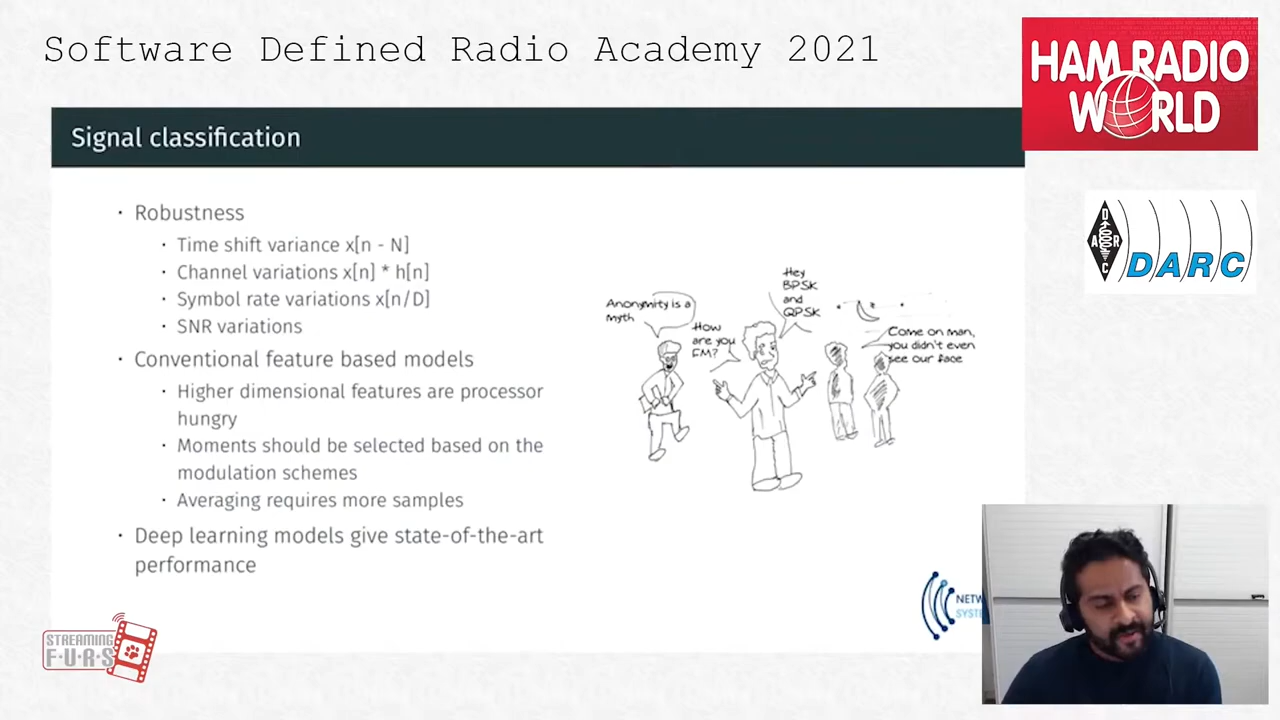 Software Defined Radio Academy 2021
HAM RADIO
WORLD
Signal classification
D
A R
C
DARC
· Robustness
· Time shift variance x[n - N]
· Channel variations x[n] * h[n]
· Symbol rate variations x[n/D]
· SNR variations
· Conventional feature based models
· Higher dimensional features are processor
hungry
· Moments should be selected based on the
modulation schemes
· Averaging requires more samples
· Deep learning models give state-of-the-art
performance
Anonymity is a
myth
How
are you
FM?
Hey
BPSK
and
QPSK
Come on man,
you didn't even
see our face
NETW
SYSTE
STREAMING
F·U·R·S